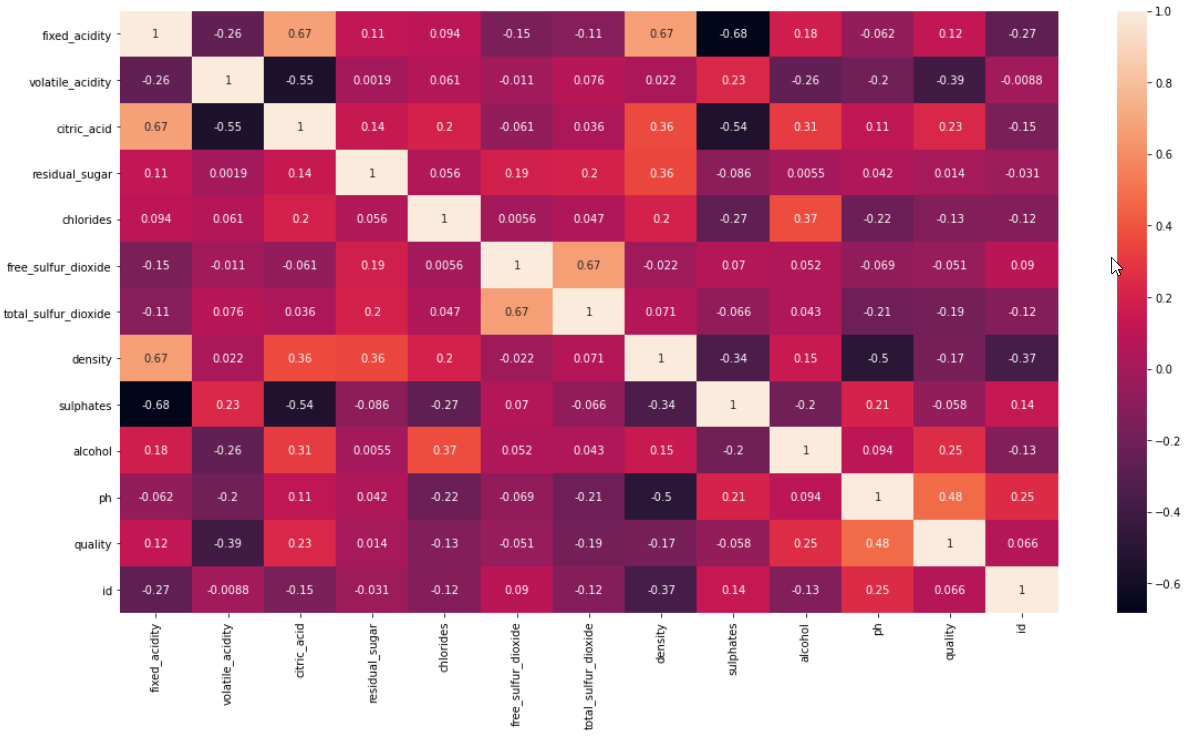 fixed_acidity 1 -0.26 0.67 0.11 0.094 -0.15 -0.11 0.67 -0.68 0.18 -0.062 0.12 -0.27
volatile_acidity -0.26 1 -0.55 0.0019 0.061 -0.011 0.076 0.022 0.23 -0.26 -0.2 -0.39 -0.0088
citric_acid 0.67 -0.55 1 0.14 0.2 -0.061 0.036 0.36 -0.54 0.31 0.11 0.23 -0.15
residual_sugar 0.11 0.0019 0.14 1 0.056 0.19 0.2 0.36 -0.086 0.0055 0.042 0.014 -0.031
chlorides 0.094 0.061 0.2 0.056 1 0.0056 0.047 0.2 -0.27 0.37 -0.22 -0.13 -0.12
free_sulfur_dioxide -0.15 -0.011 -0.061 0.19 0.0056 1 0.67 -0.022 0.07 0.052 -0.069 -0.051 0.09
total_sulfur_dioxide -0.11 0.076 0.036 0.2 0.047 0.67 1 0.071 -0.066 0.043 -0.21 -0.19 -0.12
density 0.67 0.022 0.36 0.36 0.2 -0.022 0.071 1 -0.34 0.15 -0.5 -0.17 -0.37
sulphates -0.68 0.23 -0.54 -0.086 -0.27 0.07 -0.066 -0.34 1 -0.2 0.21 -0.058 0.14
alcohol 0.18 -0.26 0.31 0.0055 0.37 0.052 0.043 0.15 -0.2 1 0.094 0.25 -0.13
ph -0.062 -0.2 0.11 0.042 -0.22 -0.069 -0.21 -0.5 0.21 0.094 1 0.48 0.25
quality 0.12 -0.39 0.23 0.014 -0.13 -0.051 -0.19 -0.17 -0.058 0.25 0.48 1 0.066
id -0.27 -0.0088 -0.15 -0.031 -0.12 0.09 -0.12 -0.37 0.14 -0.13 0.25 0.066 1
fixed_acidity
volatile_acidity
citric_acid
residual_sugar
chlorides
free_sulfur_dioxide
total_sulfur_dioxide
density
sulphates
alcohol
ph
quality
id
1.0
0.8
0.6
0.4
0.2
0.0
−0.2
−0.4
−0.6